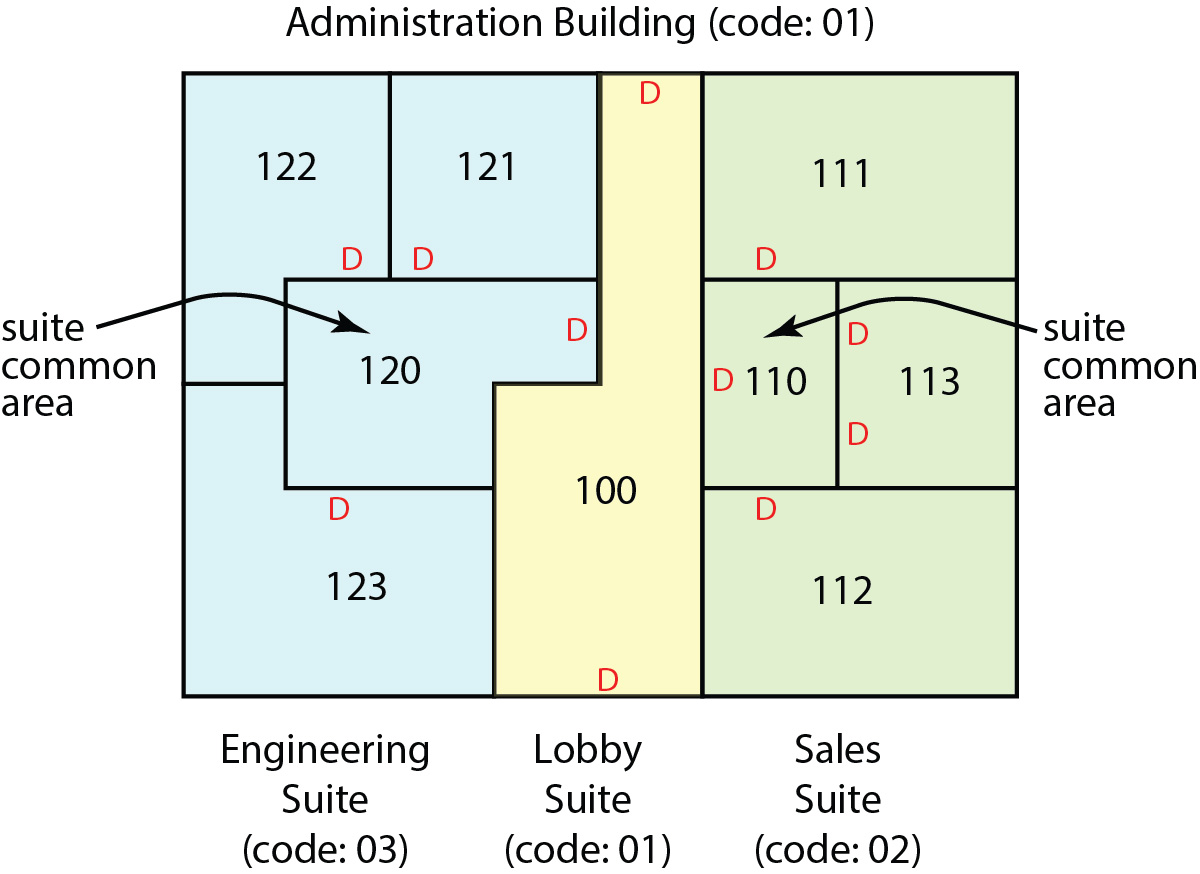 Administration Building (code: 01)
D
122
121
111
D
D
D
suite
common
area
D
D
suite
common
area
120
D
110
113
D
100
D
D
123
112
D
Engineering
Suite
(code: 03)
Lobby
Suite
(code: 01)
Sales
Suite
(code: 02)